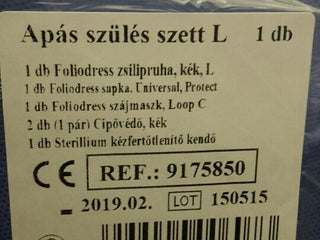 Apás szülés szett L 1 db
1 db Foliodress zsilipruha, kék, L
1 db Foliodress sapka. Universal, Protect
1 db Foliodress szájmaszk, Loop C
2 db (1 pár) Cipővédő, kék
1 db Sterillium kézfertőtlenítő kendő
CE REF.: 9175850
2019.02. LOT 150515